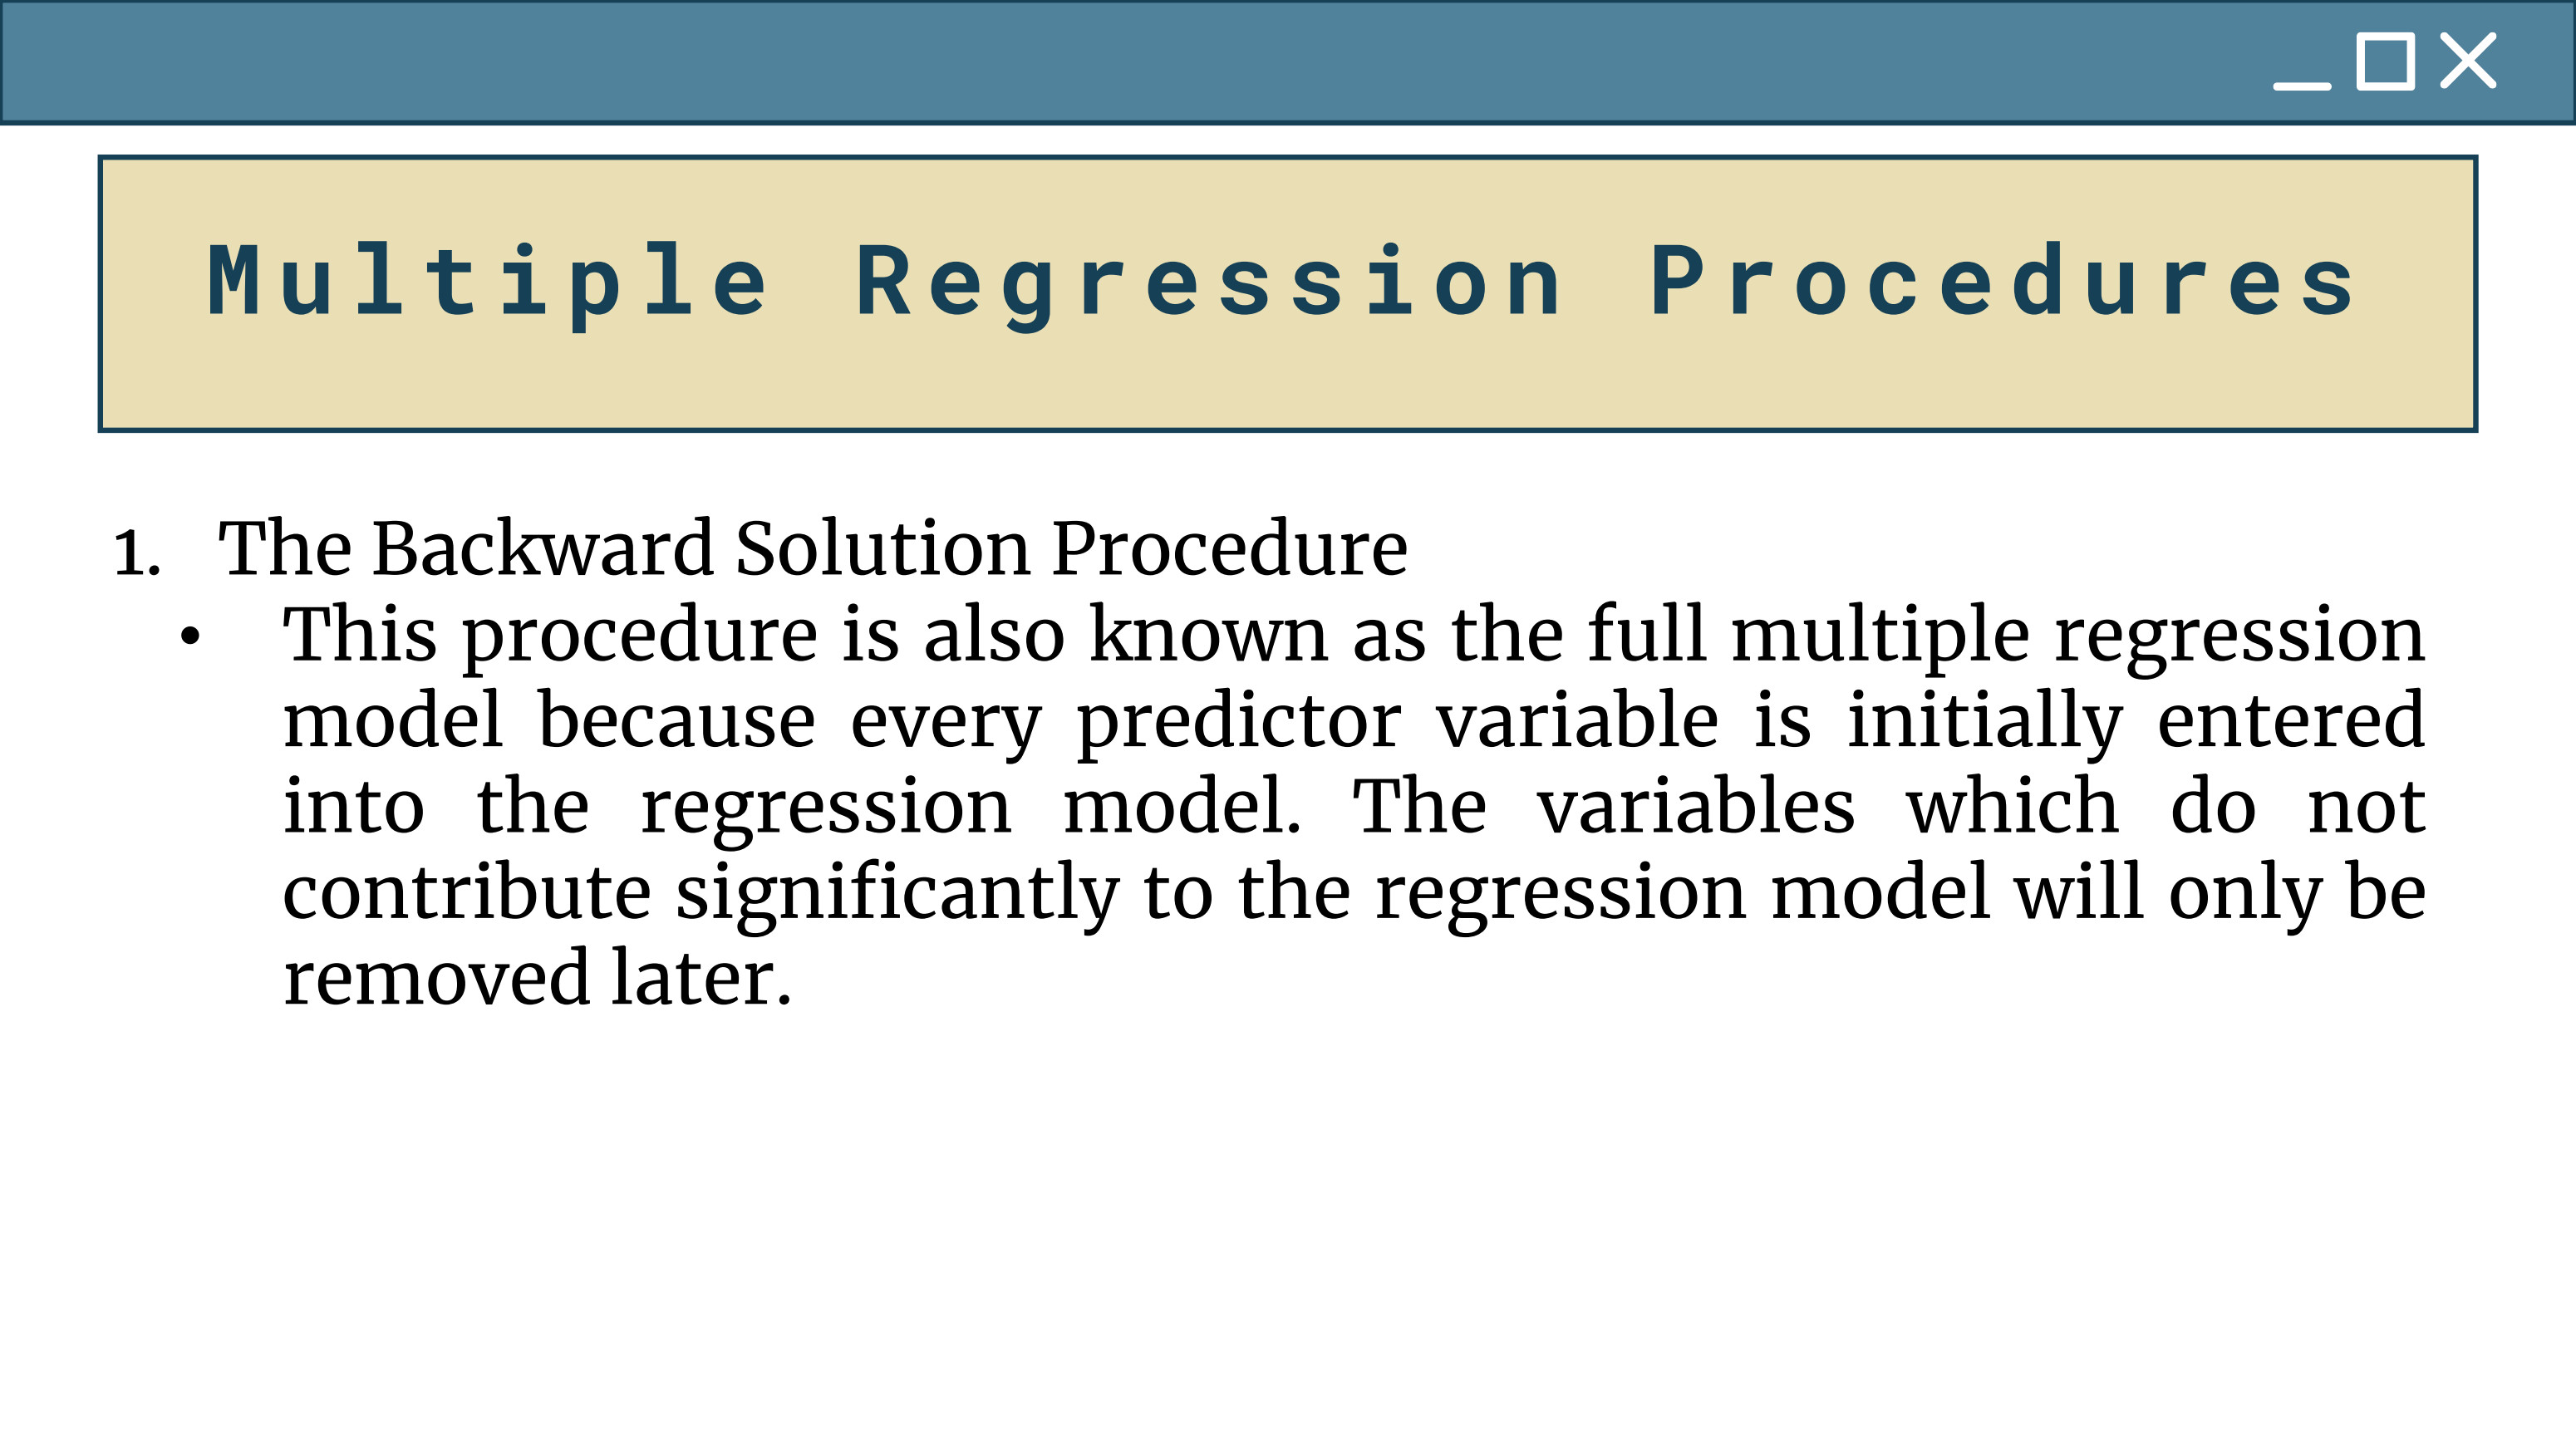 Multiple Regression Procedures
1. The Backward Solution Procedure
• This procedure is also known as the full multiple regression
model because every predictor variable is initially entered
into the regression model. The variables which do not
contribute significantly to the regression model will only be
removed later.